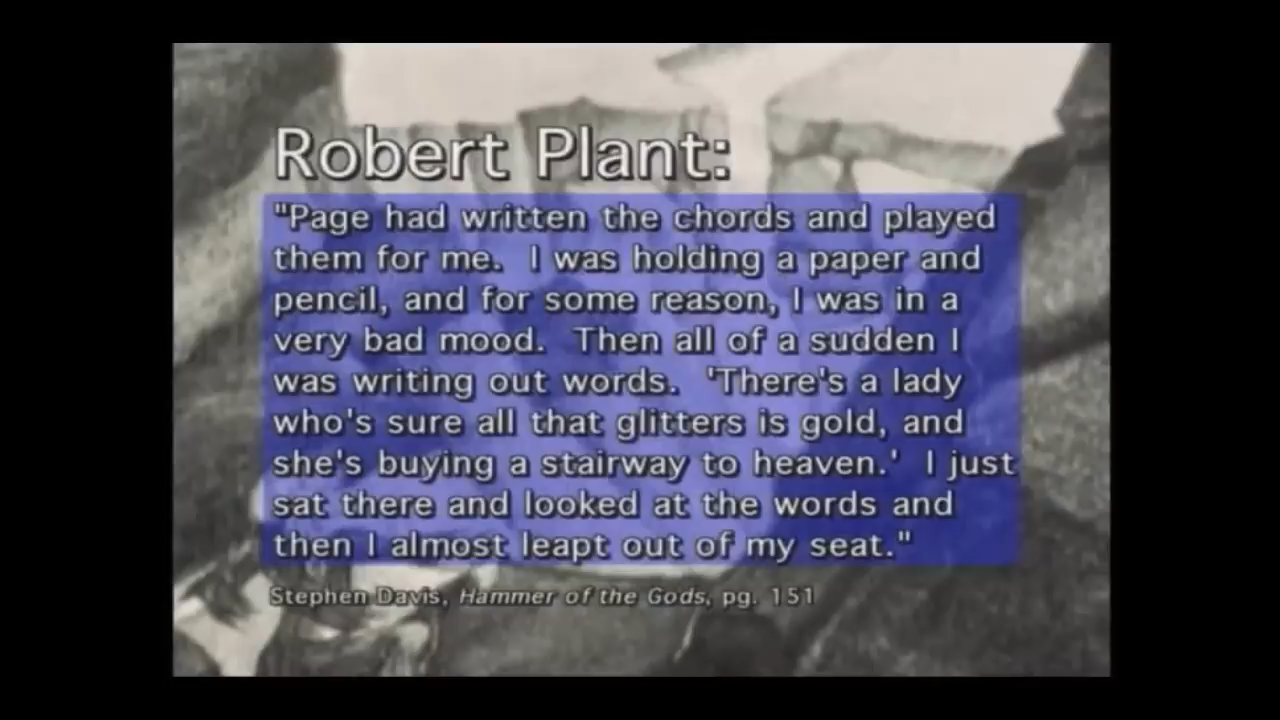 Robert Plant:
"Page had written the chords and played
them for me.  I was holding a paper and
pencil, and for some reason, I was in a
very bad mood.  Then all of a sudden I
was writing out words.  'There's a lady
who's sure all that glitters is gold, and
she's buying a stairway to heaven.'  I just
sat there and looked at the words and
then I almost leapt out of my seat."
Stephen Davis, Hammer of the Gods, pg. 151